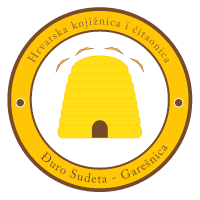 Hrvatska knjižnica i čitaonica
Đuro Sudeta - Garešnica